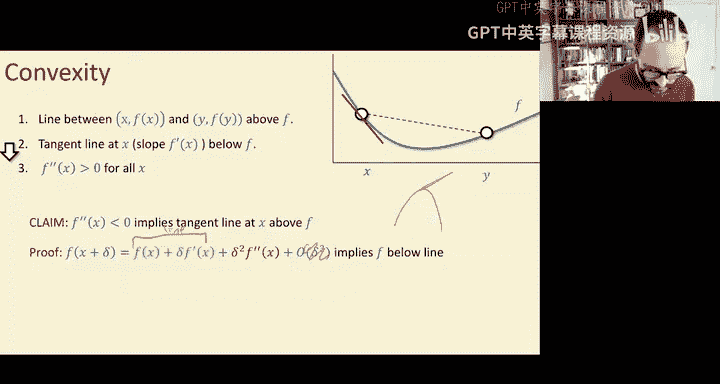 GPT中英字幕课程资源
GPT中英字幕课程资源
bilibili
Convexity
1. Line between (x, f(x)) and (y, f(y)) above f.
2. Tangent line at x (slope f′(x) ) below f.
3. f″(x) > 0 for all x
f
x
y
CLAIM: f″(x) < 0 implies tangent line at x above f
Proof: f(x + δ) = f(x) + δf′(x) + δ²f″(x) + implies f below line